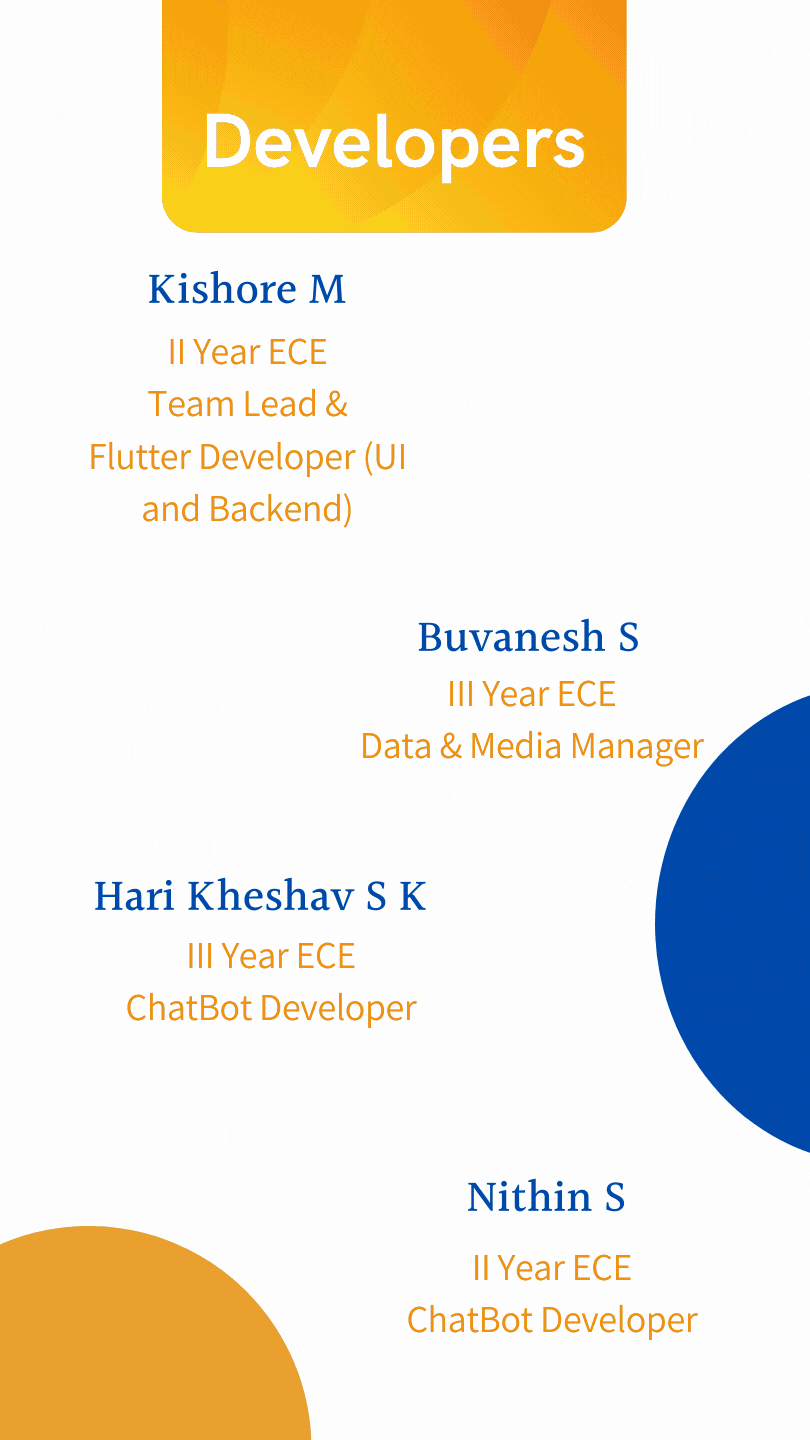 Developers
Kishore M
II Year ECE
Team Lead &
Flutter Developer (UI
and Backend)
Buvanesh S
III Year ECE
Data & Media Manager
Hari Kheshav S K
III Year ECE
ChatBot Developer
Nithin S
II Year ECE
ChatBot Developer